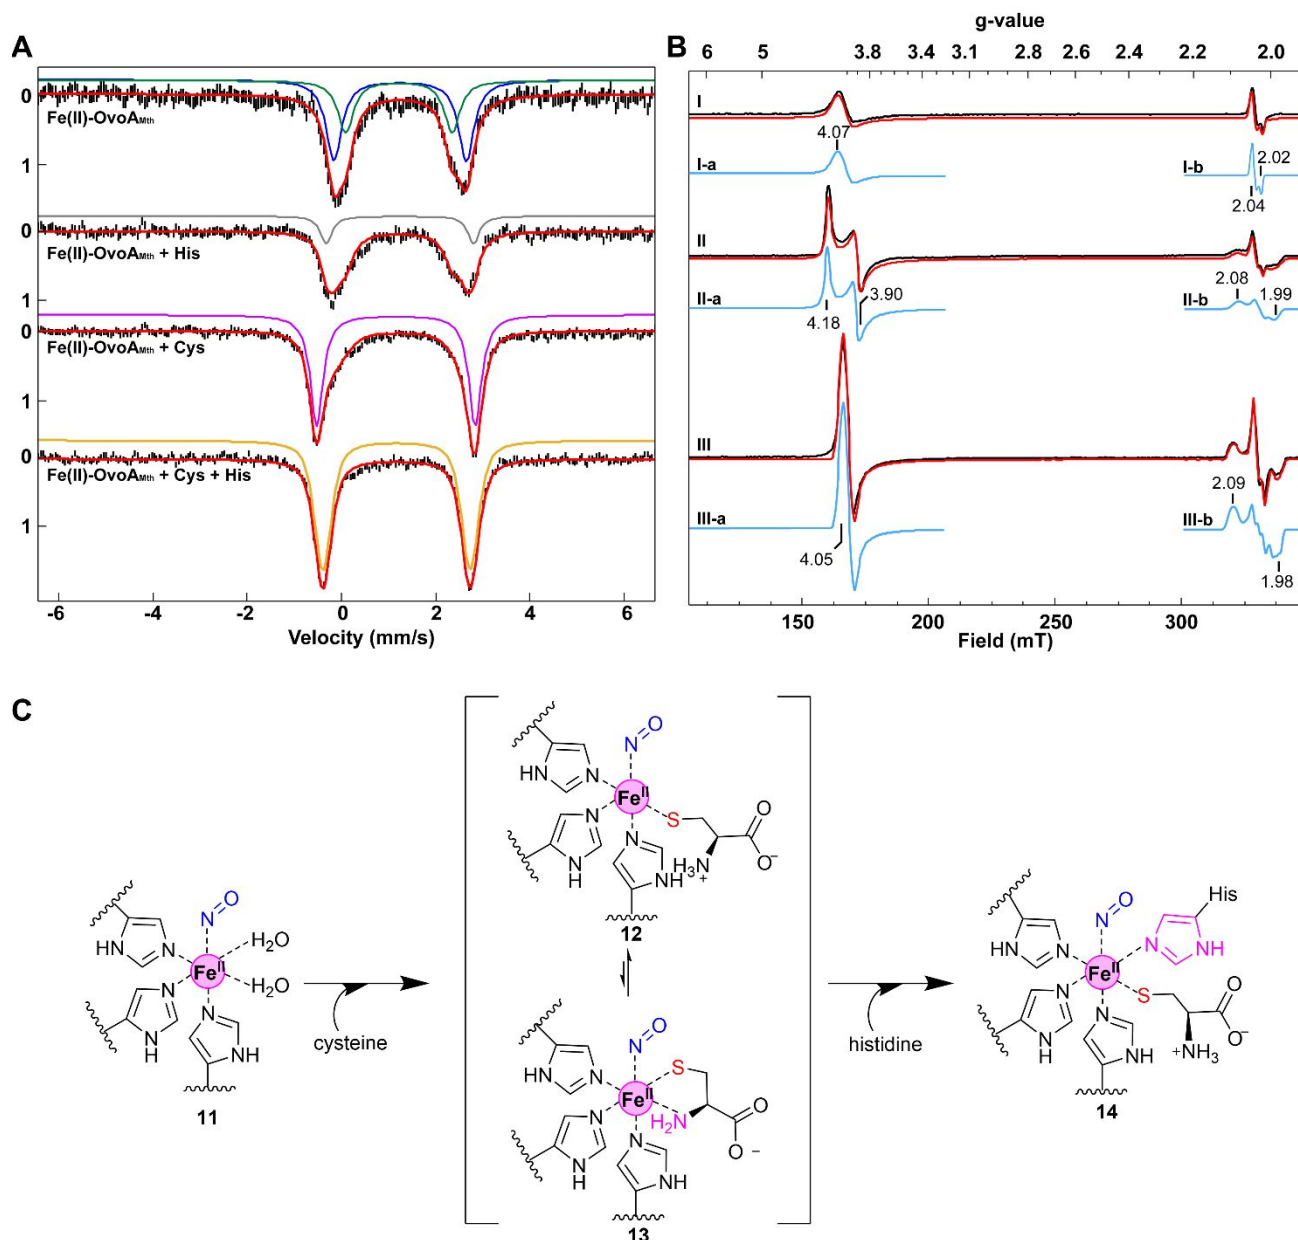 A
0
Fe(II)-OvoAMth
1
0
Fe(II)-OvoAMth + His
1
0
Fe(II)-OvoAMth + Cys
1
0
Fe(II)-OvoAMth + Cys + His
1
-6 -4 -2 0 2 4 6
Velocity (mm/s)
B
g-value
6 5 3.8 3.4 3.1 2.8 2.6 2.4 2.2 2.0
I
4.07
I-a
I-b
2.02
2.04
II
II-a
4.18
3.90
2.08
II-b
1.99
III
III-a
4.05
2.09
III-b
1.98
150 200 250 300
Field (mT)
C
N=O
HN
N
H2O
FeII
H2O
N
N
N
H
NH
11
cysteine
N=O
HN
N
FeII
S
O
O−
N
N
N
H
NH
H3N
+
12
N=O
HN
N
FeII
S
H2N
O
O −
N
N
N
H
NH
13
histidine
N=O
His
HN
N
N
NH
FeII
S
O
O−
N
N
N
H
NH
+NH3
14